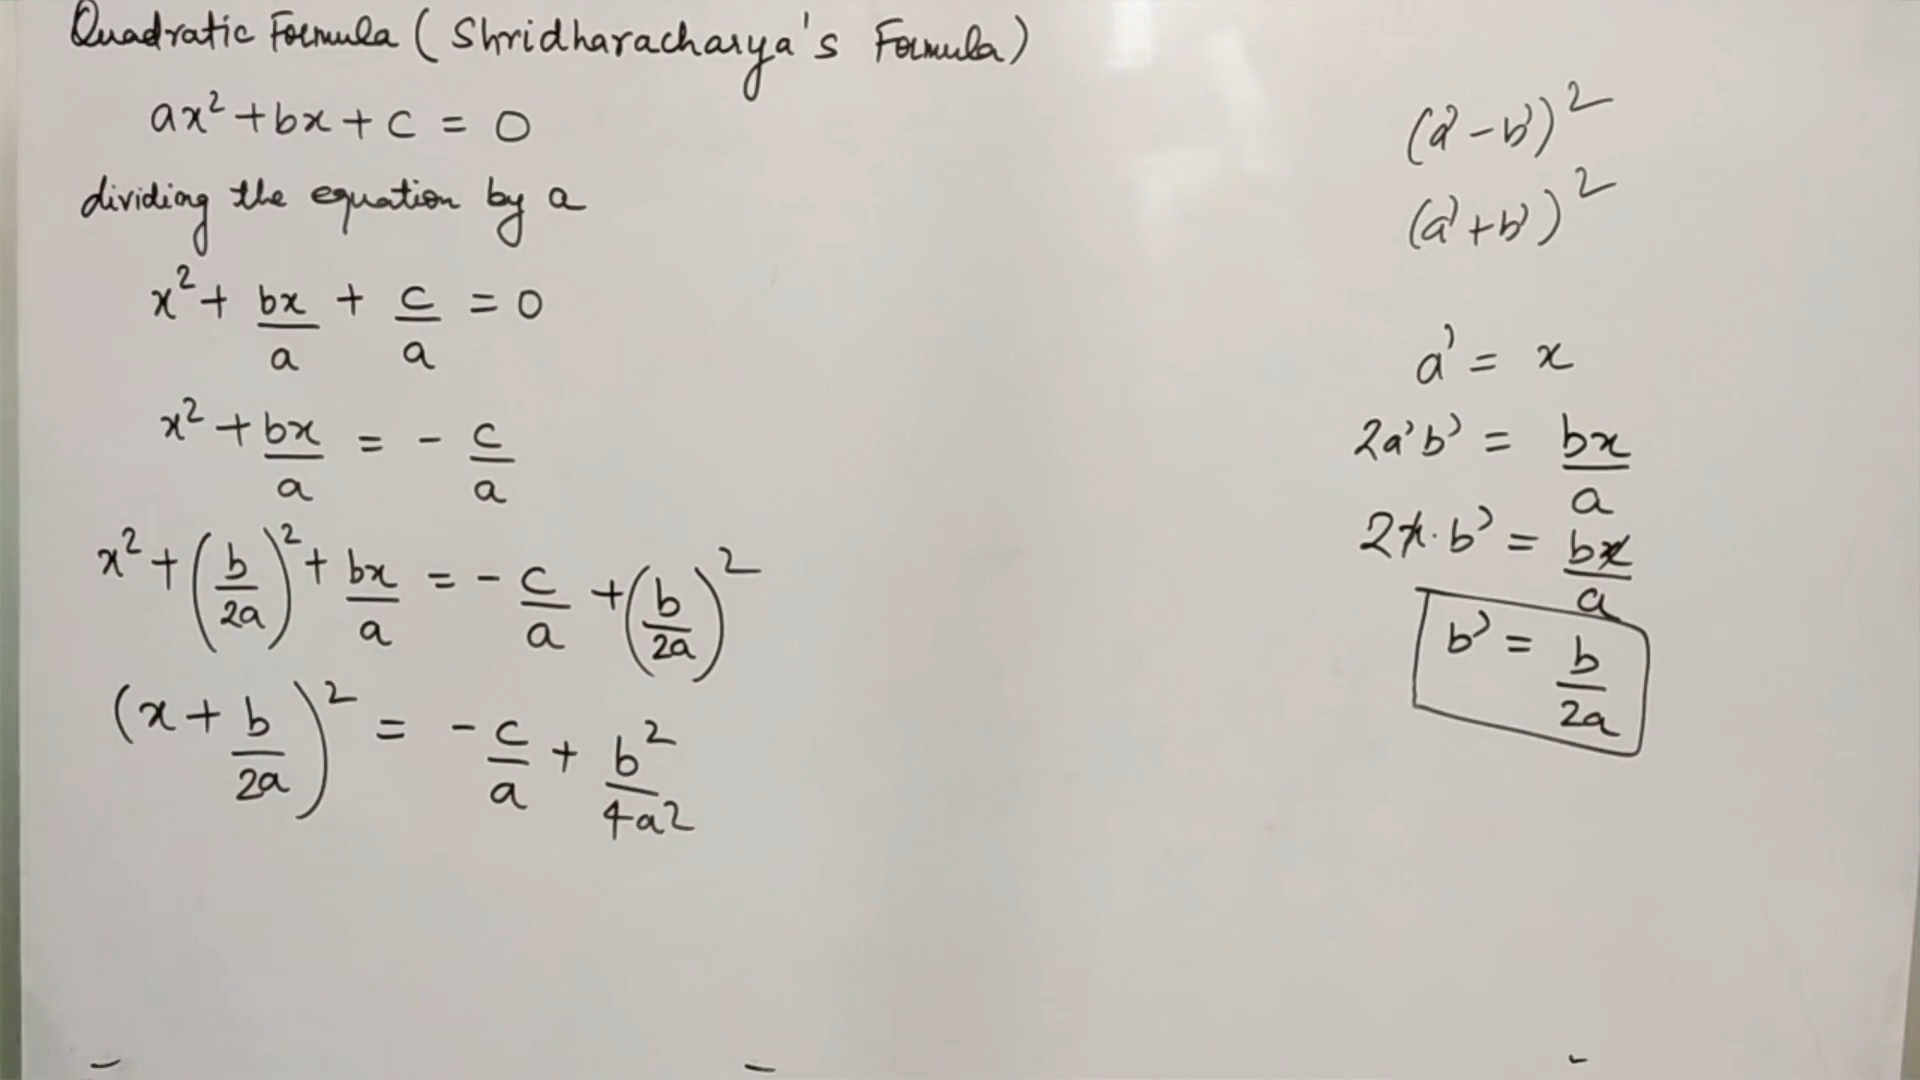 Quadratic Formula (Shridharacharya's Formula)
ax² + bx + c = 0
dividing the equation by a
x² + bx/a + c/a = 0
x² + bx/a = - c/a
x² + (b/2a)² + bx/a = - c/a + (b/2a)²
(x + b/2a)² = - c/a + b²/4a2
(a' - b')²
(a' + b')²
a' = x
2a'b' = bx/a
2x · b' = bx/a
b' = b/2a